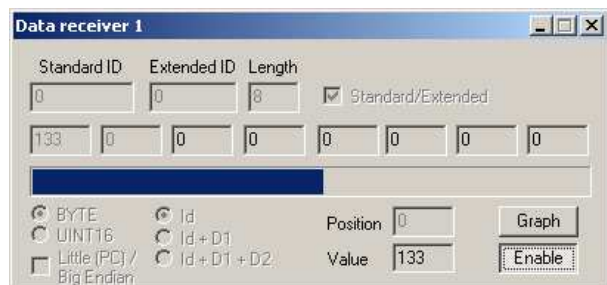 Data receiver 1
Standard ID Extended ID Length
0 0 8 Standard/Extended
133 0 0 0 0 0 0 0
BYTE Id Position 0 Graph
UINT16 Id + D1
Little (PC) / Id + D1 + D2 Value 133 Enable
Big Endian